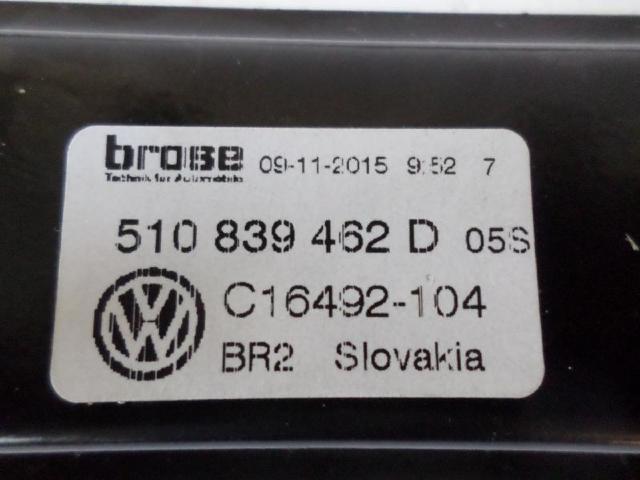 brose 09-11-2015 9:52 7
Technik für Automobile
510 839 462 D 05S
C16492-104
BR2 Slovakia